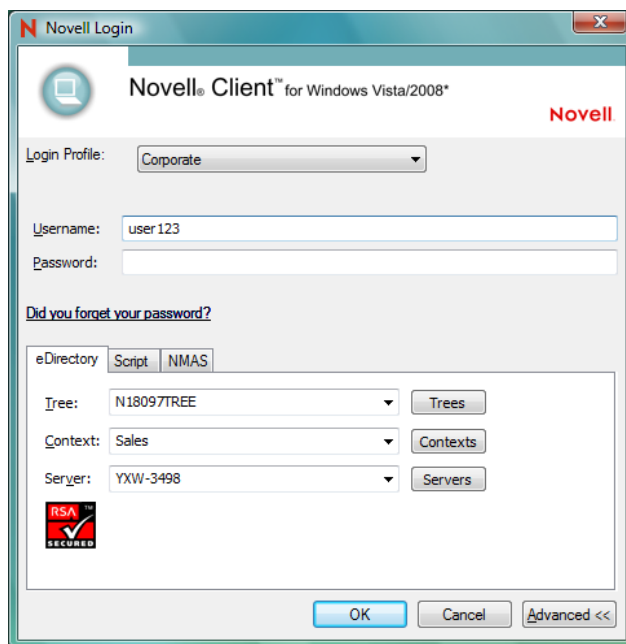 N Novell Login
Novell® Client™ for Windows Vista/2008*
Novell
Login Profile: Corporate
Username: user123
Password:
Did you forget your password?
eDirectory Script NMAS
Tree: N18097TREE Trees
Context: Sales Contexts
Server: YXW-3498 Servers
RSA™
SECURED
OK Cancel Advanced <<